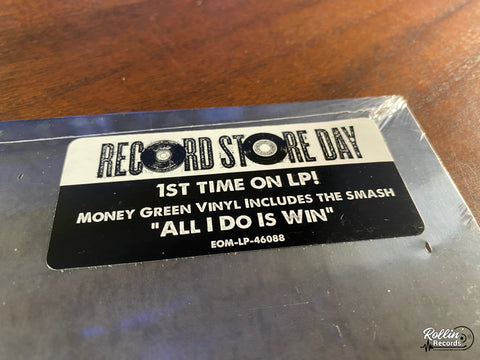 RECORD STORE DAY
1ST TIME ON LP!
MONEY GREEN VINYL INCLUDES THE SMASH
"ALL I DO IS WIN"
EOM-LP-46088
Rollin'
Records